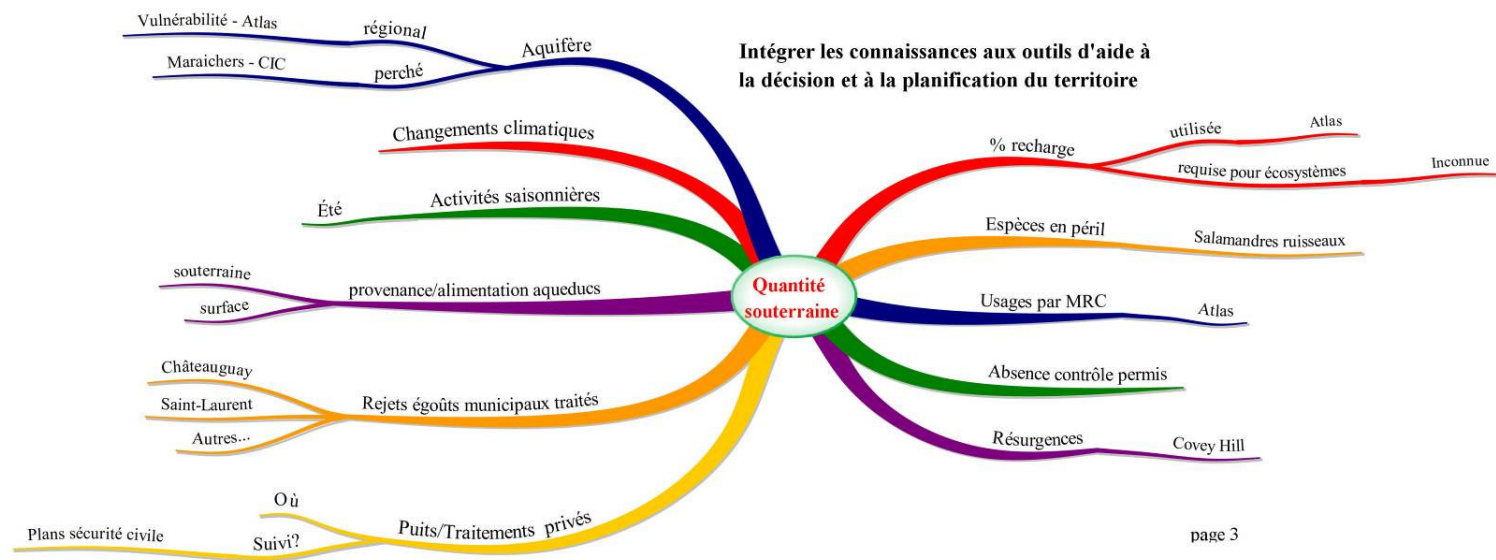 Intégrer les connaissances aux outils d'aide à
la décision et à la planification du territoire
Quantité
souterraine
% recharge
utilisée
Atlas
requise pour écosystèmes
Inconnue
Espèces en péril
Salamandres ruisseaux
Usages par MRC
Atlas
Absence contrôle permis
Résurgences
Covey Hill
Aquifère
régional
Vulnérabilité - Atlas
perché
Maraichers - CIC
Changements climatiques
Activités saisonnières
Été
provenance/alimentation aqueducs
souterraine
surface
Rejets égoûts municipaux traités
Châteauguay
Saint-Laurent
Autres...
Puits/Traitements privés
Où
Suivi?
Plans sécurité civile
page 3